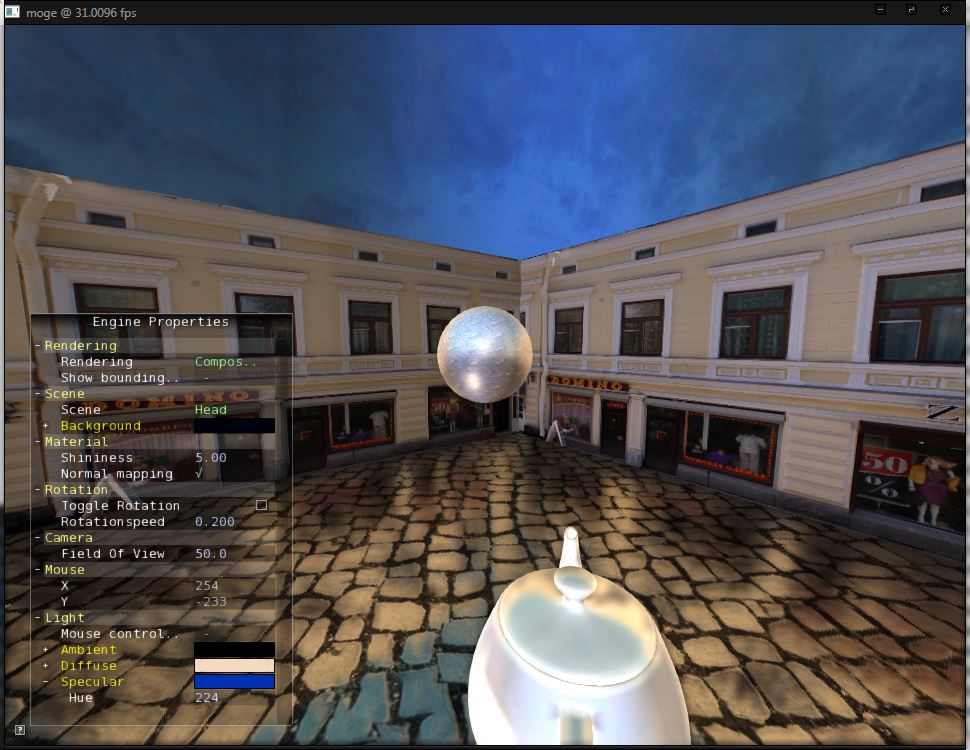 moge @ 31.0096 fps
Engine Properties
- Rendering
Rendering Compos..
Show bounding.. -
- Scene
Scene Head
+ Background
- Material
Shininess 5.00
Normal mapping √
- Rotation
Toggle Rotation
Rotationspeed 0.200
- Camera
Field Of View 50.0
- Mouse
X 254
Y -233
- Light
Mouse control.. -
+ Ambient
+ Diffuse
- Specular
Hue 224
?
DOMINO
DOMINO
50
%
Z